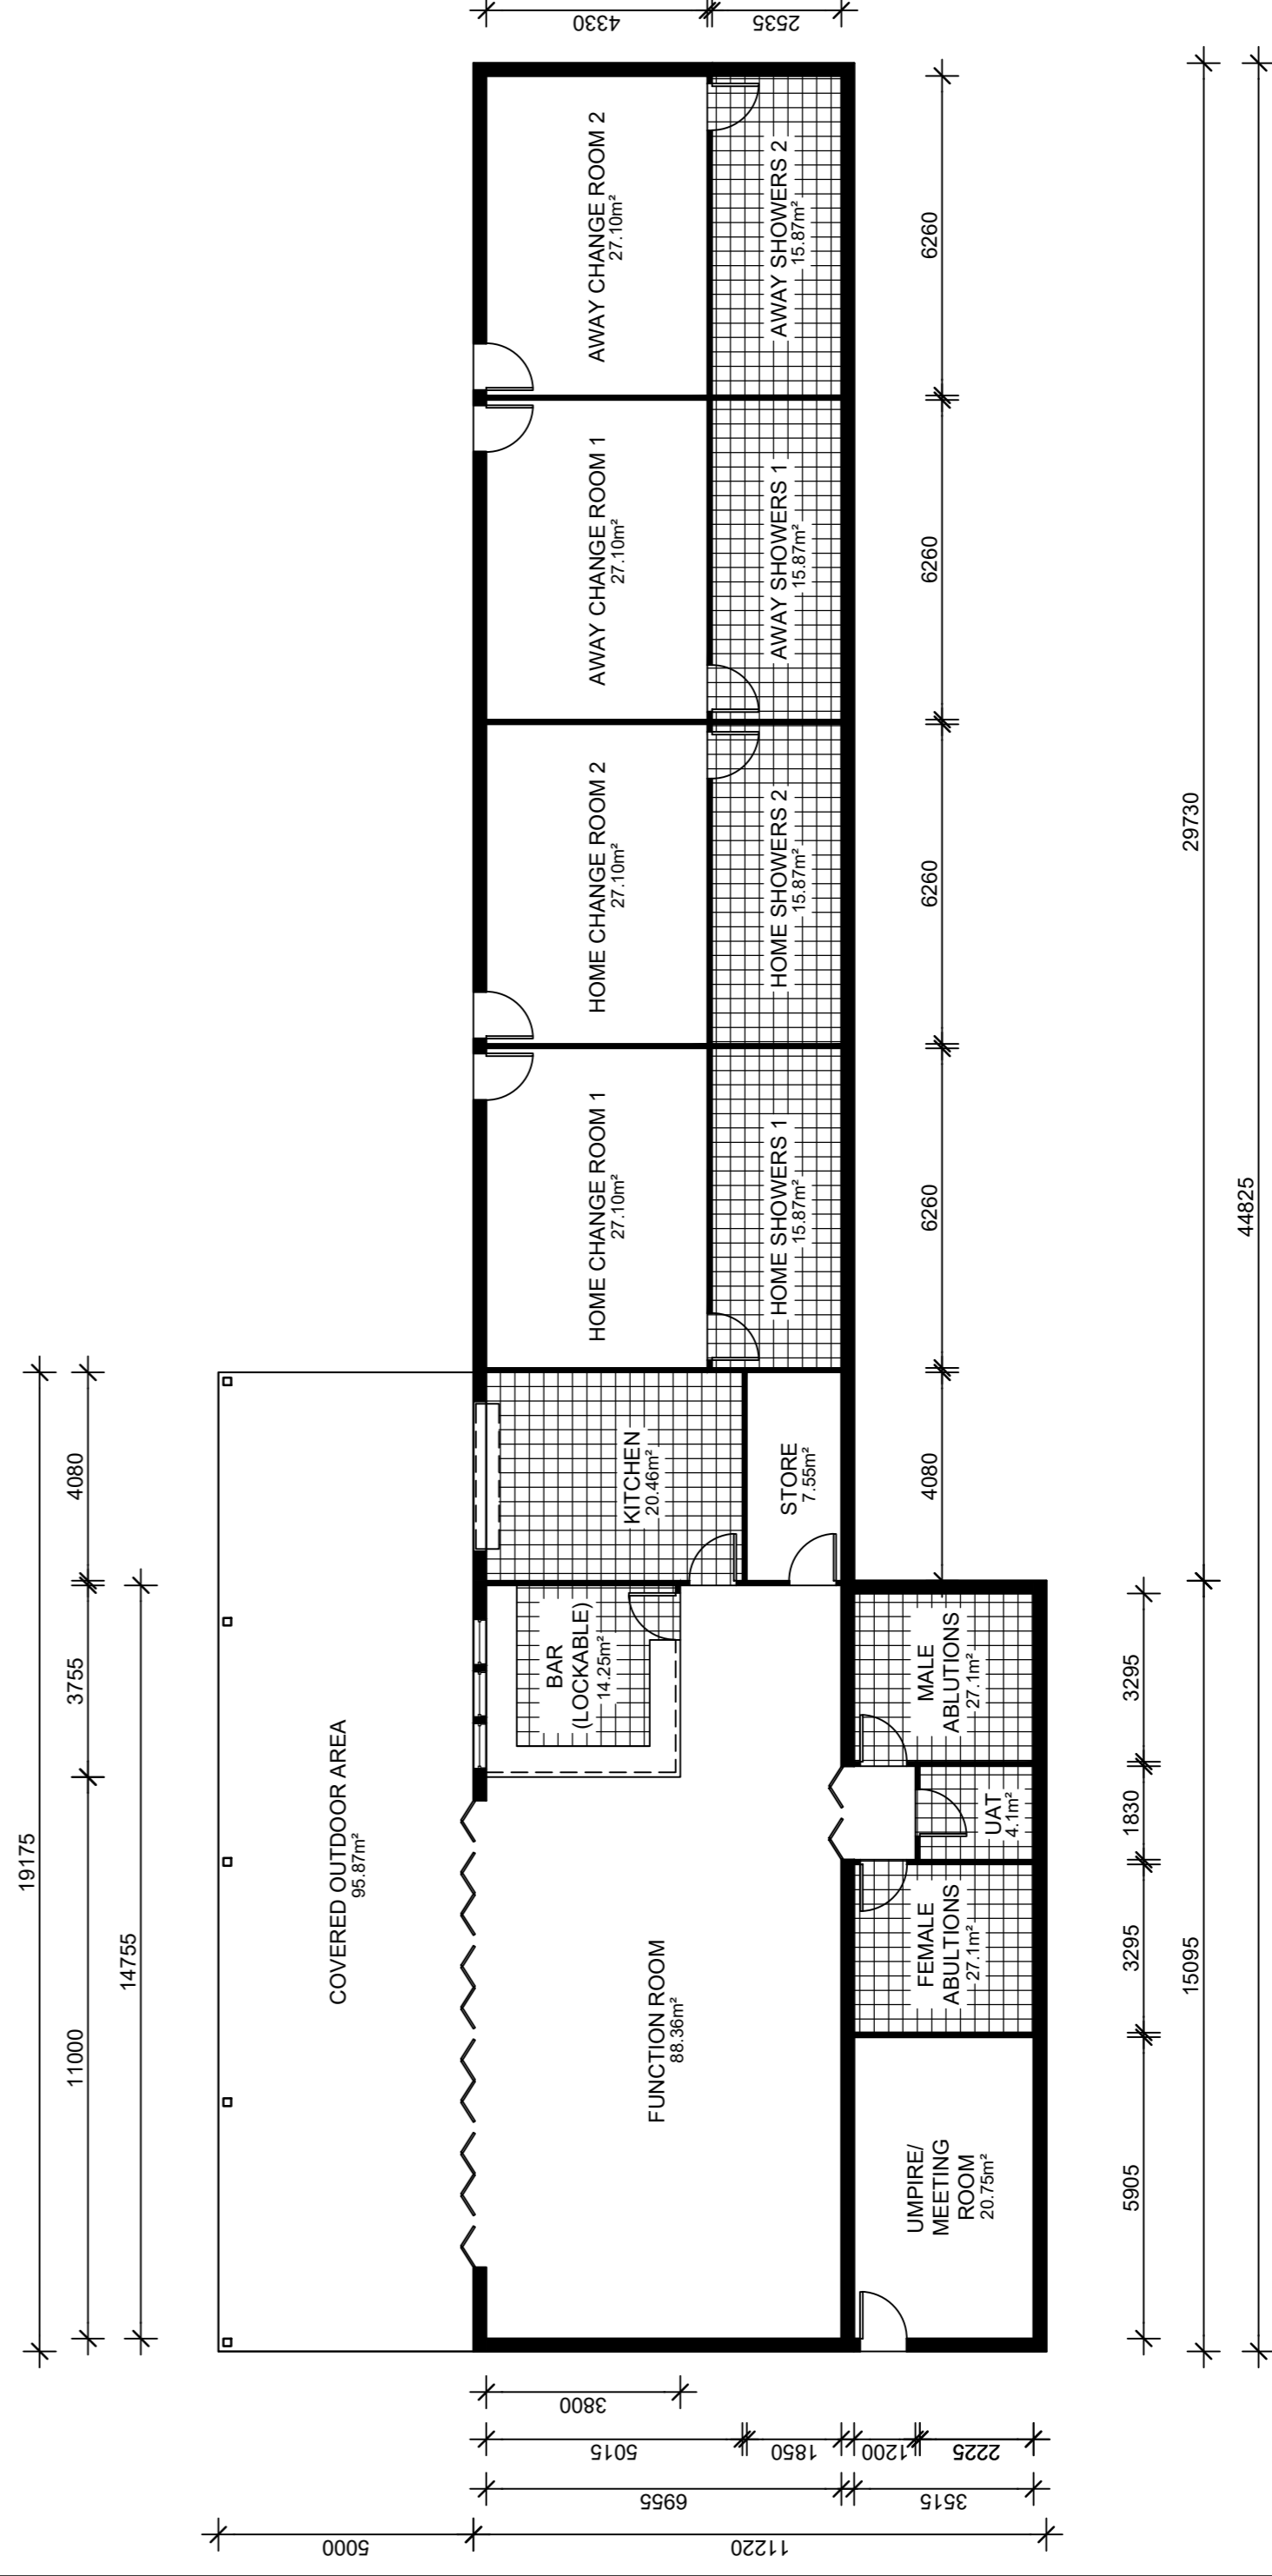 19175
4080
3755
11000
14755
COVERED OUTDOOR AREA
95.87m²
4330
2535
AWAY CHANGE ROOM 2
27.10m²
AWAY SHOWERS 2
15.87m²
6260
AWAY CHANGE ROOM 1
27.10m²
AWAY SHOWERS 1
15.87m²
6260
HOME CHANGE ROOM 2
27.10m²
HOME SHOWERS 2
15.87m²
6260
HOME CHANGE ROOM 1
27.10m²
HOME SHOWERS 1
15.87m²
6260
29730
44825
KITCHEN
20.46m²
STORE
7.55m²
4080
BAR
(LOCKABLE)
14.25m²
MALE
ABLUTIONS
27.1m²
3295
UAT
4.1m²
1830
FEMALE
ABULTIONS
27.1m²
3295
15095
FUNCTION ROOM
88.36m²
UMPIRE/
MEETING
ROOM
20.75m²
5905
3800
5015
1850
1200
2225
6955
3515
5000
11220